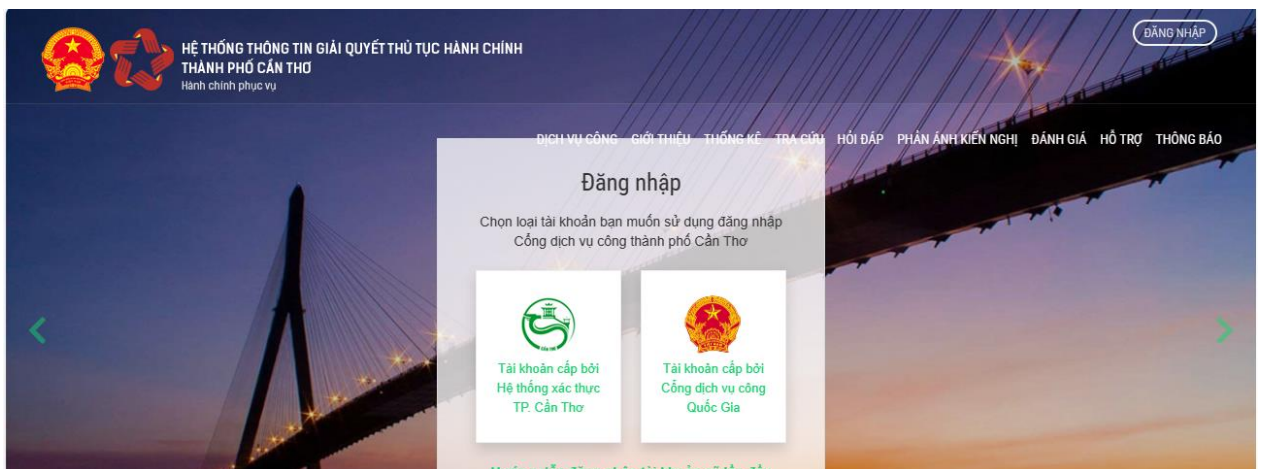 HỆ THỐNG THÔNG TIN GIẢI QUYẾT THỦ TỤC HÀNH CHÍNH
THÀNH PHỐ CẦN THƠ
Hành chính phục vụ
ĐĂNG NHẬP
DỊCH VỤ CÔNG GIỚI THIỆU THỐNG KÊ TRA CỨU HỎI ĐÁP PHẢN ÁNH KIẾN NGHỊ ĐÁNH GIÁ HỖ TRỢ THÔNG BÁO
Đăng nhập
Chọn loại tài khoản bạn muốn sử dụng đăng nhập
Cổng dịch vụ công thành phố Cần Thơ
CẦN THƠ
Tài khoản cấp bởi
Hệ thống xác thực
TP. Cần Thơ
Tài khoản cấp bởi
Cổng dịch vụ công
Quốc Gia